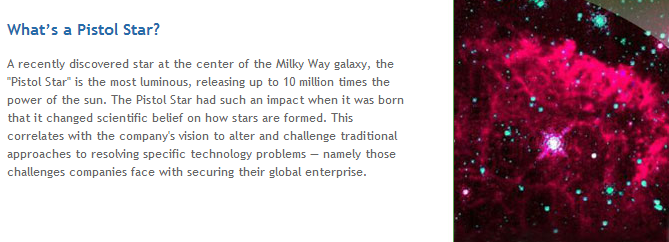 What's a Pistol Star?
A recently discovered star at the center of the Milky Way galaxy, the
"Pistol Star" is the most luminous, releasing up to 10 million times the
power of the sun. The Pistol Star had such an impact when it was born
that it changed scientific belief on how stars are formed. This
correlates with the company's vision to alter and challenge traditional
approaches to resolving specific technology problems — namely those
challenges companies face with securing their global enterprise.